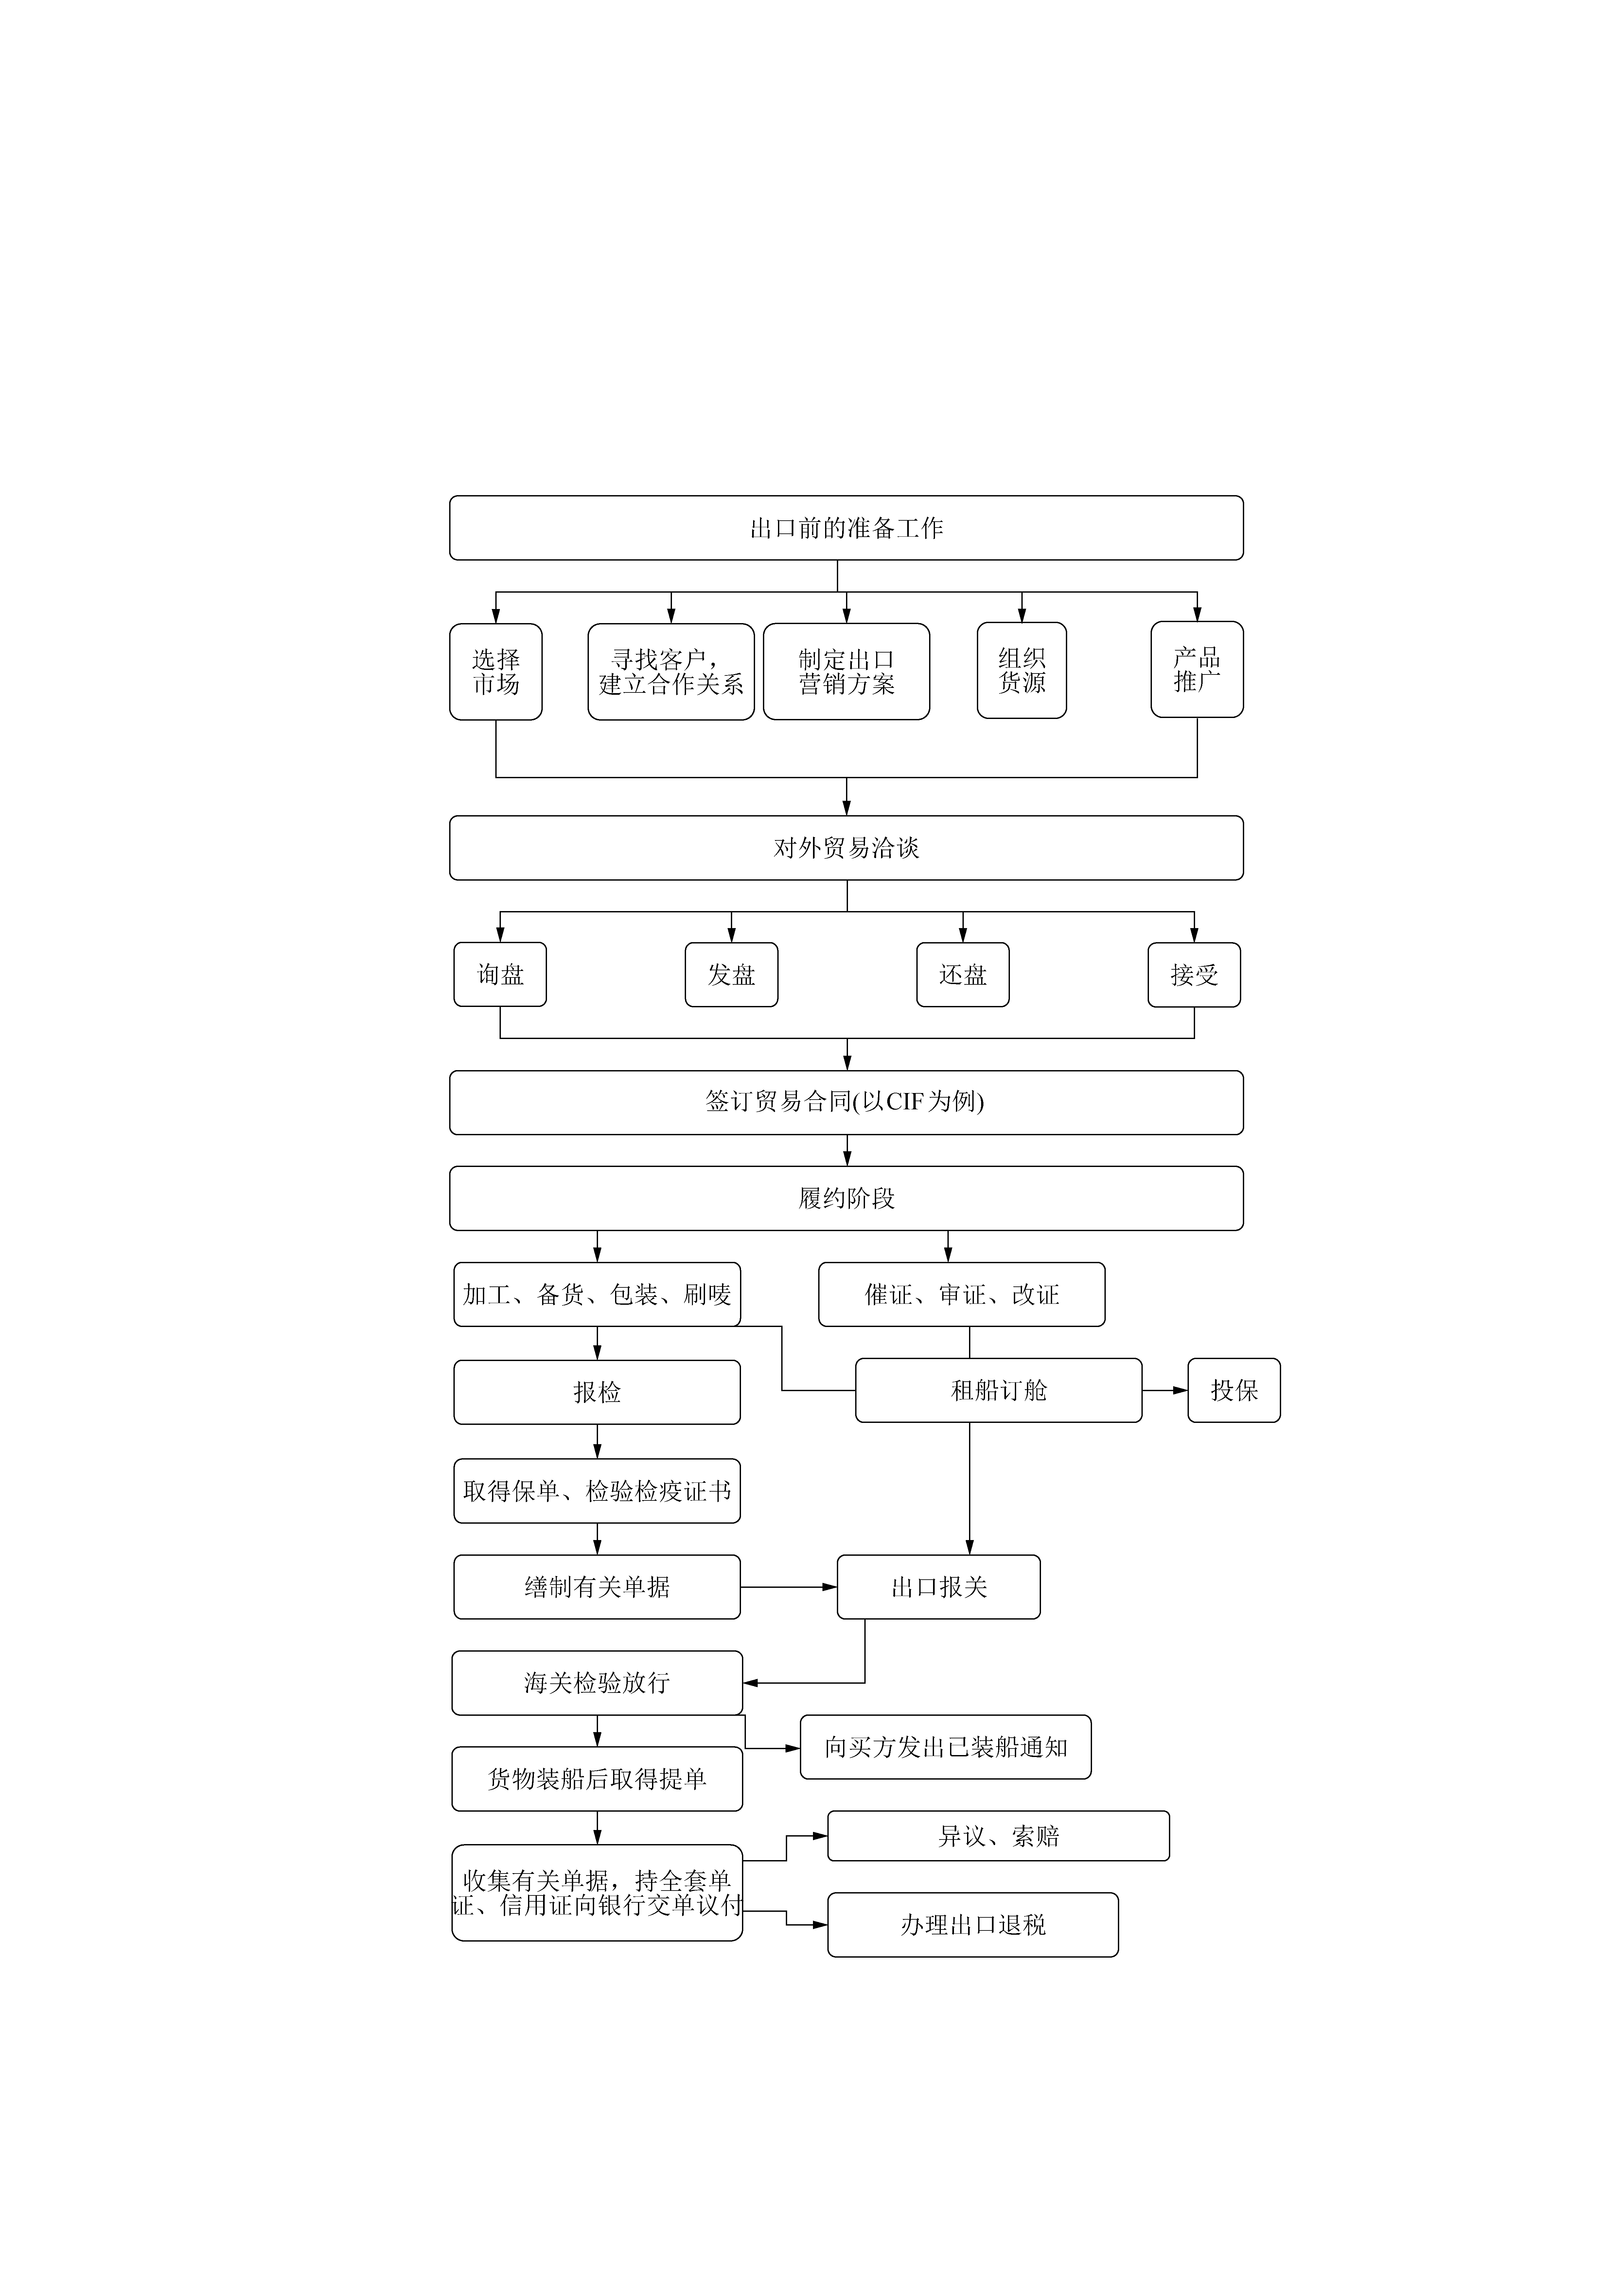 出口前的准备工作
选择
市场
寻找客户，
建立合作关系
制定出口
营销方案
组织
货源
产品
推广
对外贸易洽谈
询盘
发盘
还盘
接受
签订贸易合同(以CIF为例)
履约阶段
加工、备货、包装、刷唛
催证、审证、改证
报检
租船订舱
投保
取得保单、检验检疫证书
缮制有关单据
出口报关
海关检验放行
向买方发出已装船通知
货物装船后取得提单
异议、索赔
收集有关单据，持全套单
证、信用证向银行交单议付
办理出口退税